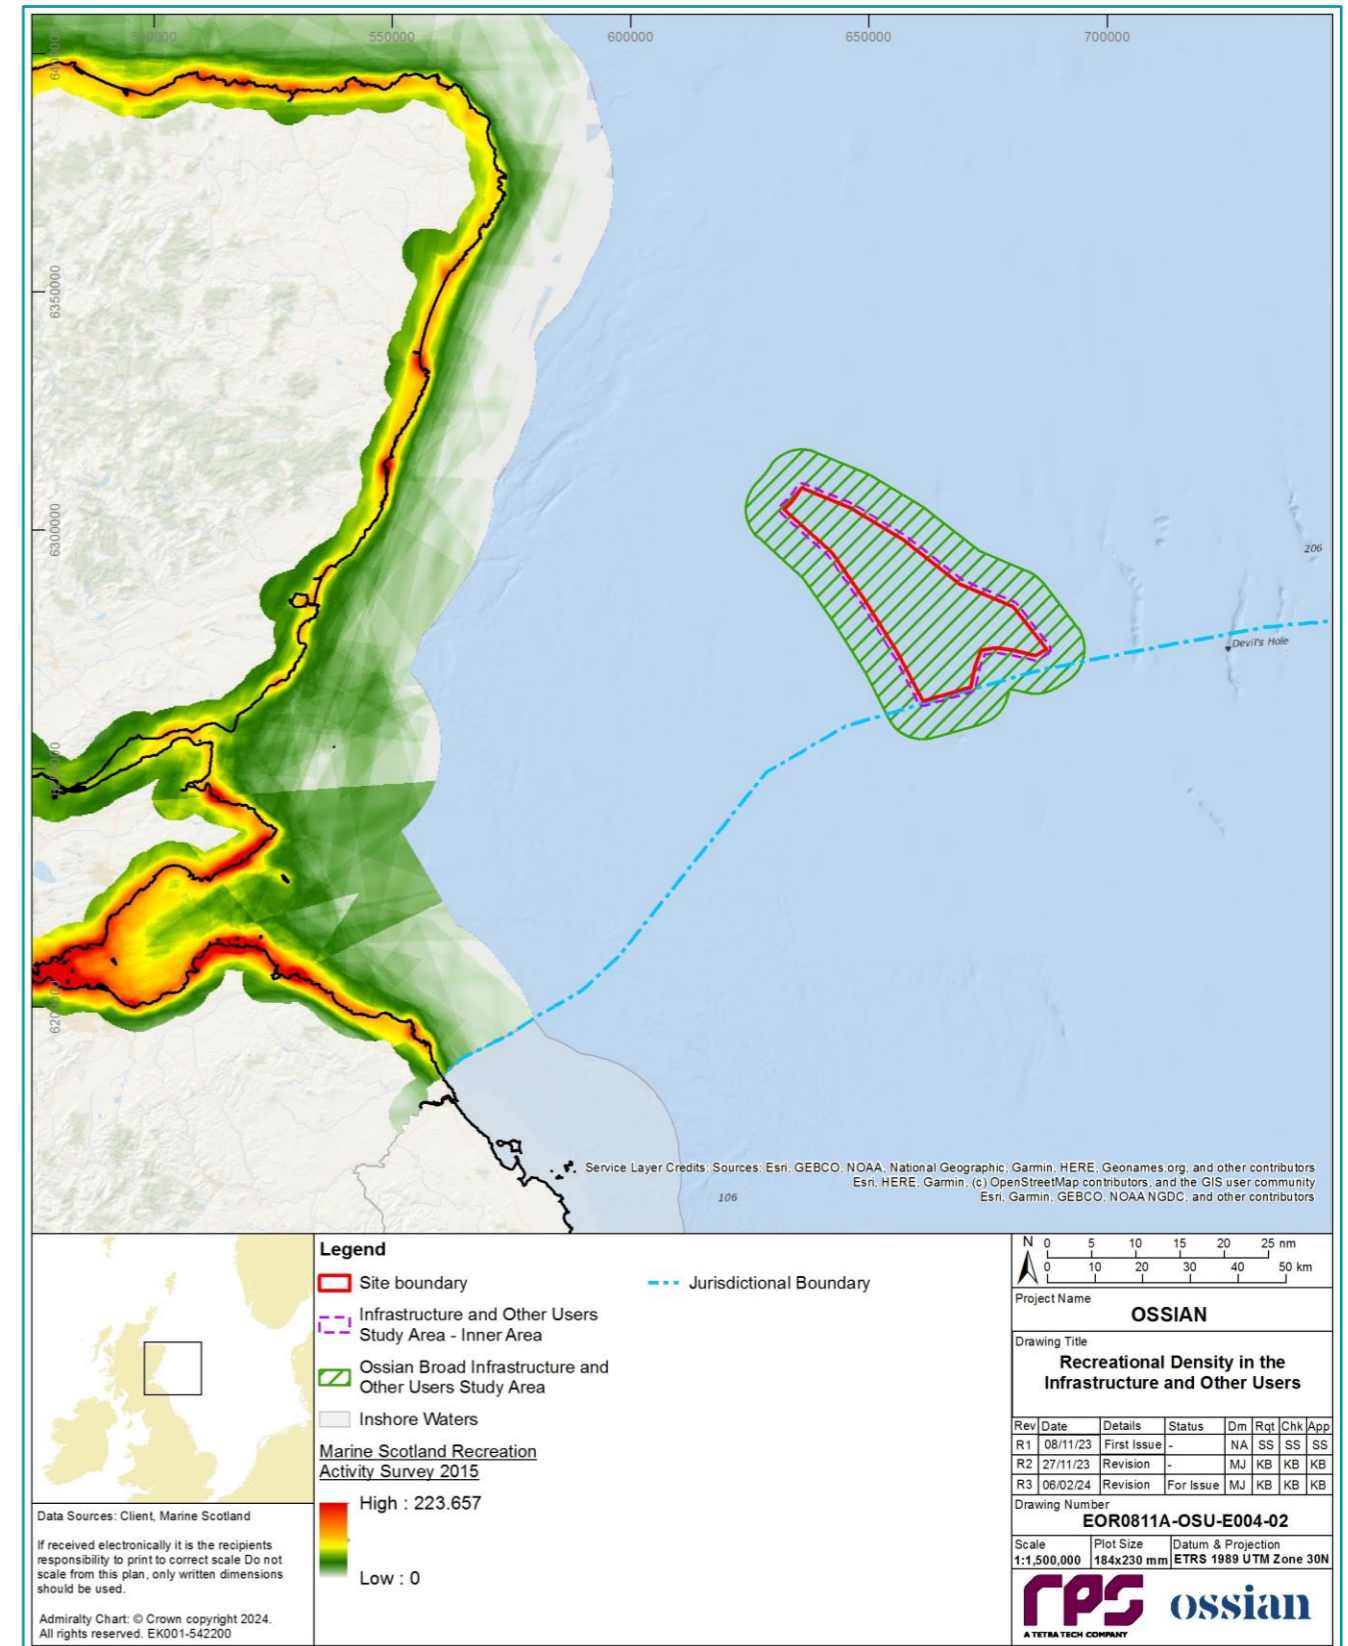 500000
550000
600000
650000
700000
6350000
6300000
206
Devil's Hole
Service Layer Credits: Sources: Esri, GEBCO, NOAA, National Geographic, Garmin, HERE, Geonames.org, and other contributors
Esri, HERE, Garmin, (c) OpenStreetMap contributors, and the GIS user community
Esri, Garmin, GEBCO, NOAA NGDC, and other contributors
106
Legend
Site boundary
Infrastructure and Other Users
Study Area - Inner Area
Ossian Broad Infrastructure and
Other Users Study Area
Inshore Waters
Marine Scotland Recreation
Activity Survey 2015
High : 223.657
Low : 0
Jurisdictional Boundary
Data Sources: Client, Marine Scotland
If received electronically it is the recipients
responsibility to print to correct scale Do not
scale from this plan, only written dimensions
should be used.
Admiralty Chart: © Crown copyright 2024.
All rights reserved. EK001-542200
N 0 5 10 15 20 25 nm
0 10 20 30 40 50 km
Project Name
OSSIAN
Drawing Title
Recreational Density in the
Infrastructure and Other Users
Rev Date Details Status Dm Rqt Chk App
R1 08/11/23 First Issue - NA SS SS SS
R2 27/11/23 Revision - MJ KB KB KB
R3 06/02/24 Revision For Issue MJ KB KB KB
Drawing Number
EOR0811A-OSU-E004-02
Scale Plot Size Datum & Projection
1:1,500,000 184x230 mm ETRS 1989 UTM Zone 30N
rps
A TETRA TECH COMPANY
ossian